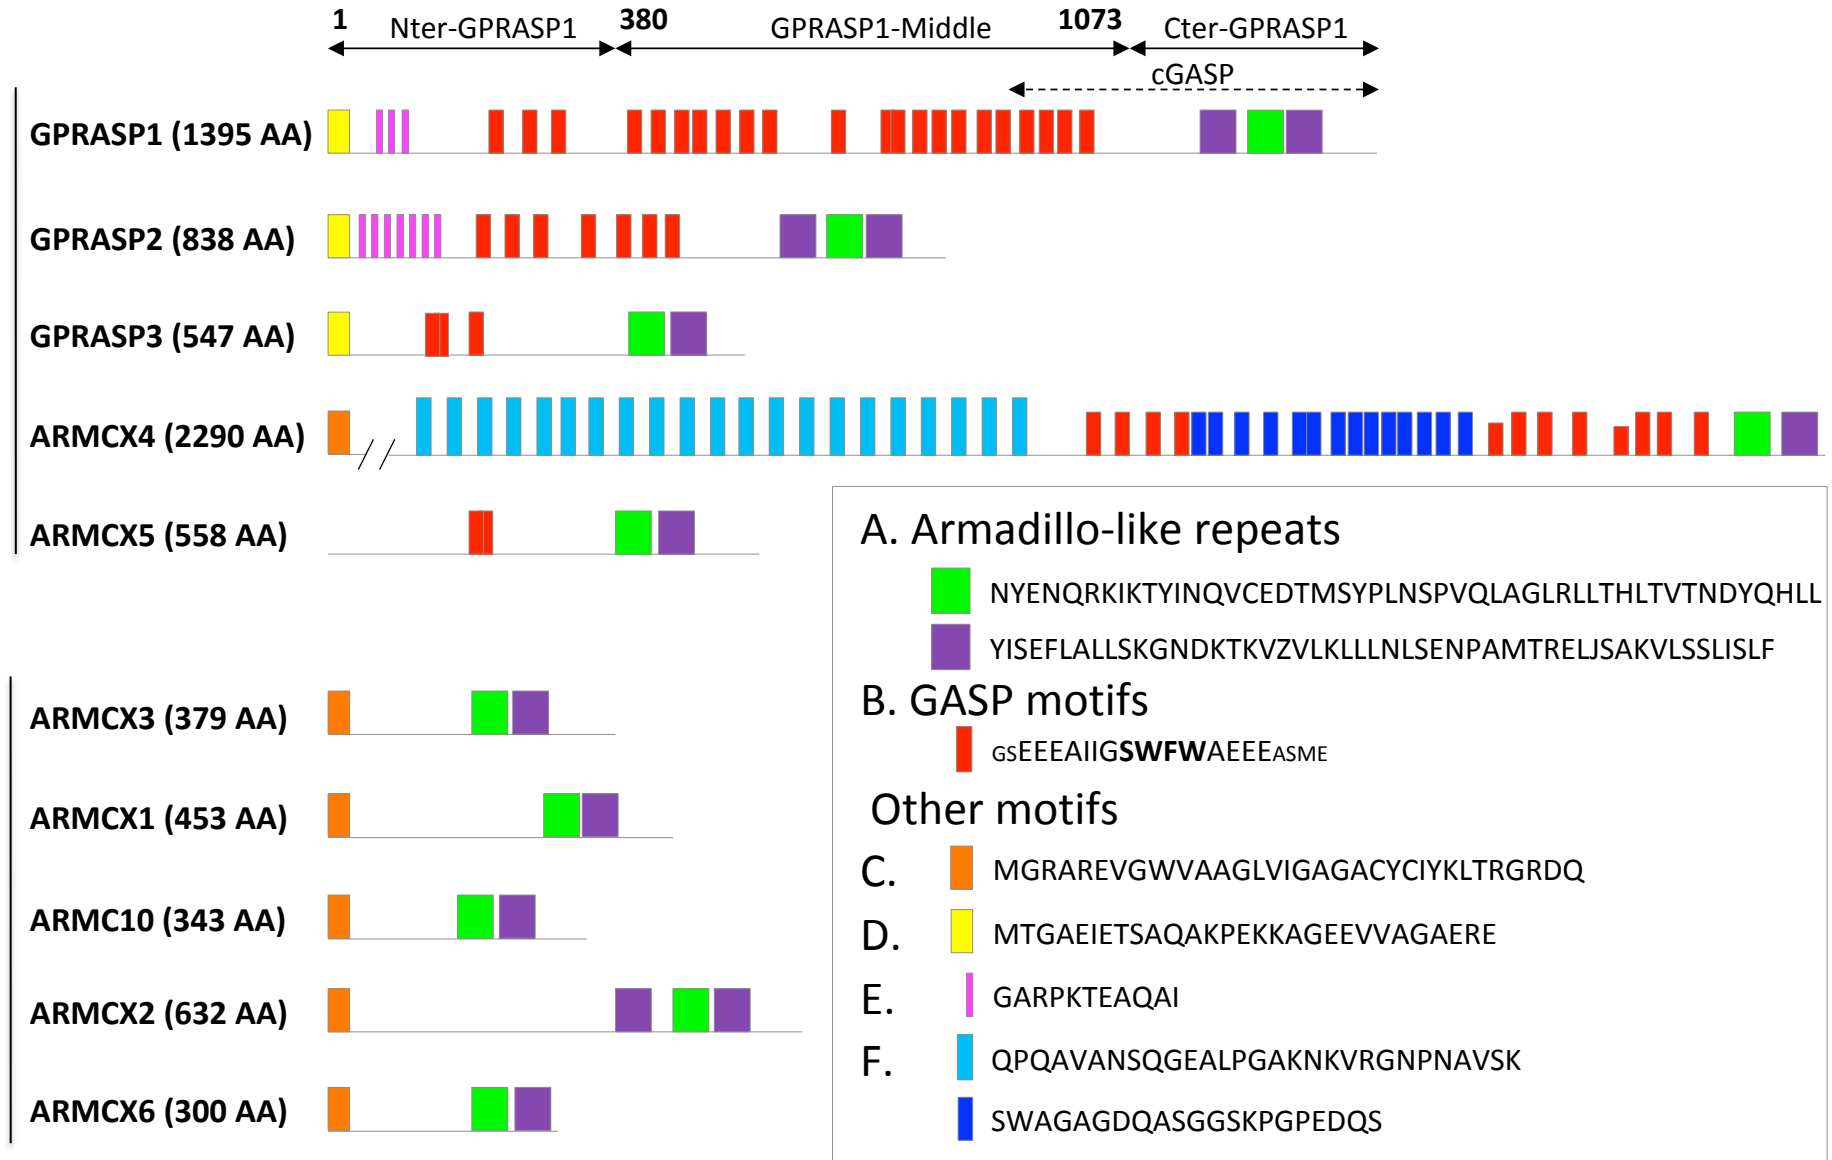 1 Nter-GPRASP1 380 GPRASP1-Middle 1073 Cter-GPRASP1
cGASP
GPRASP1 (1395 AA)
GPRASP2 (838 AA)
GPRASP3 (547 AA)
ARMCX4 (2290 AA)
ARMCX5 (558 AA)
ARMCX3 (379 AA)
ARMCX1 (453 AA)
ARMC10 (343 AA)
ARMCX2 (632 AA)
ARMCX6 (300 AA)
A. Armadillo-like repeats
NYENQRKIKTYINQVCEDTMSYPLNSPVQLAGLRLLTHLTVTNDYQHLL
YISEFLALLSKGNDKTKVZVLKLLLNLSENPAMTRELJSAKVLSSLISLF
B. GASP motifs
GSEEEAIIGSWFWAEEEASME
Other motifs
C. MGRAREVGWVAAGLVIGAGACYCIYKLTRGRDQ
D. MTGAEIETSAQAKPEKKAGEEVVAGAERE
E. GARPKTEAQAI
F. QPQAVANSQGEALPGAKNKVRGNPNAVSK
SWAGAGDQASGGSKPGPEDQS